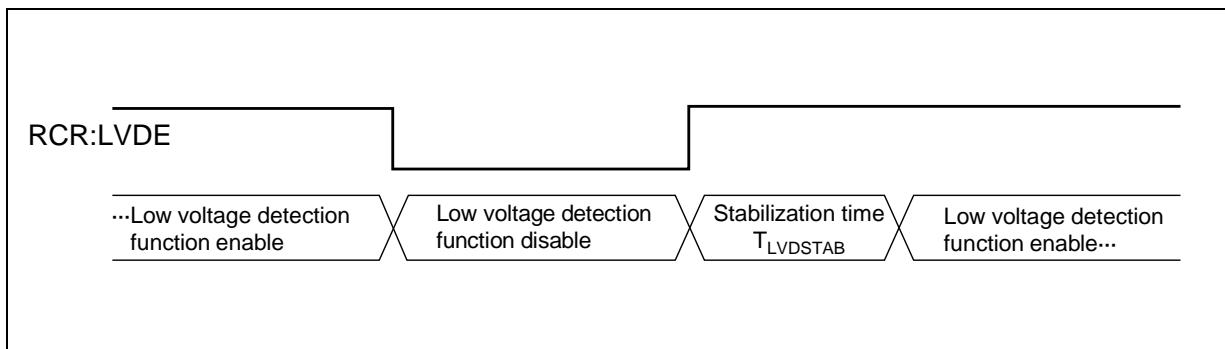 RCR:LVDE
···Low voltage detection
function enable
Low voltage detection
function disable
Stabilization time
TLVDSTAB
Low voltage detection
function enable···